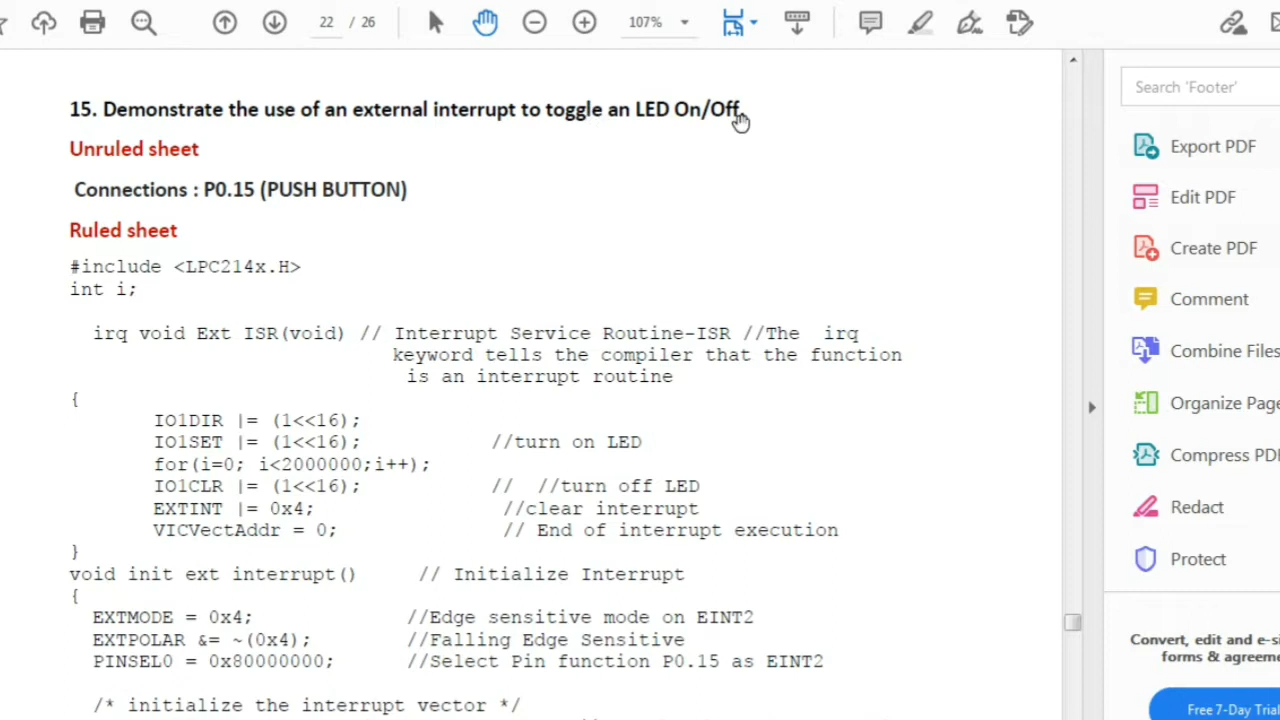 22 / 26
107%
15. Demonstrate the use of an external interrupt to toggle an LED On/Off.
Unruled sheet
Connections : P0.15 (PUSH BUTTON)
Ruled sheet
#include <LPC214x.H>
int i;
irq void Ext ISR(void) // Interrupt Service Routine-ISR //The irq
keyword tells the compiler that the function
is an interrupt routine
{
IO1DIR |= (1<<16);
IO1SET |= (1<<16); //turn on LED
for(i=0; i<2000000;i++);
IO1CLR |= (1<<16); // //turn off LED
EXTINT |= 0x4; //clear interrupt
VICVectAddr = 0; // End of interrupt execution
}
void init ext interrupt() // Initialize Interrupt
{
EXTMODE = 0x4; //Edge sensitive mode on EINT2
EXTPOLAR &= ~(0x4); //Falling Edge Sensitive
PINSEL0 = 0x80000000; //Select Pin function P0.15 as EINT2
/* initialize the interrupt vector */
Search 'Footer'
Export PDF
Edit PDF
Create PDF
Comment
Combine Files
Organize Page
Compress PDF
Redact
Protect
Convert, edit and e-si
forms & agreeme
Free 7-Day Trial